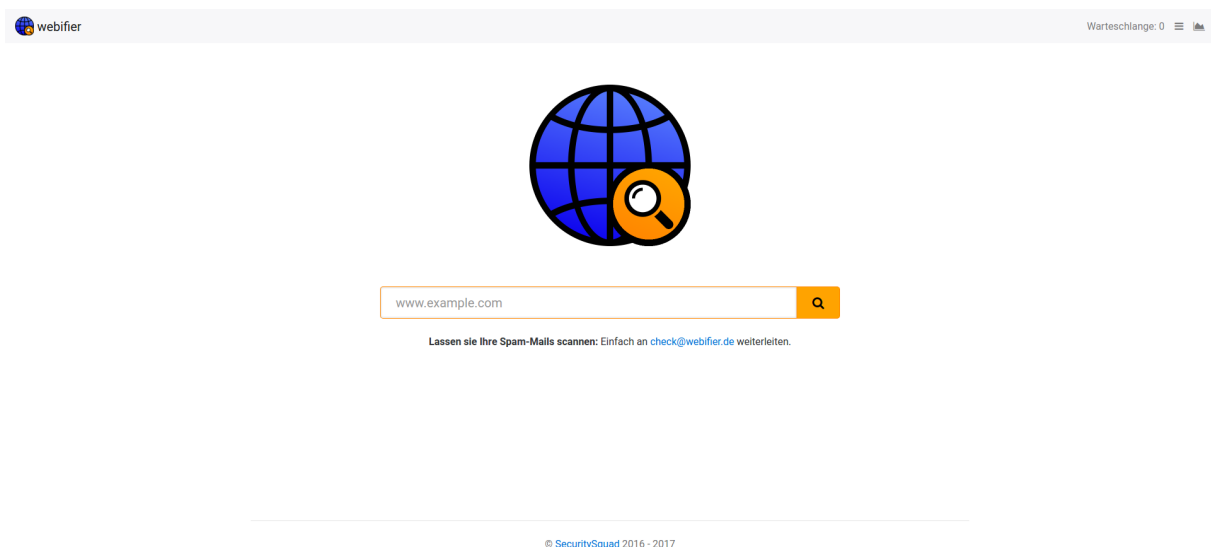 webifier
Warteschlange: 0
www.example.com
Lassen sie Ihre Spam-Mails scannen: Einfach an check@webifier.de weiterleiten.
© SecuritySquad 2016 - 2017